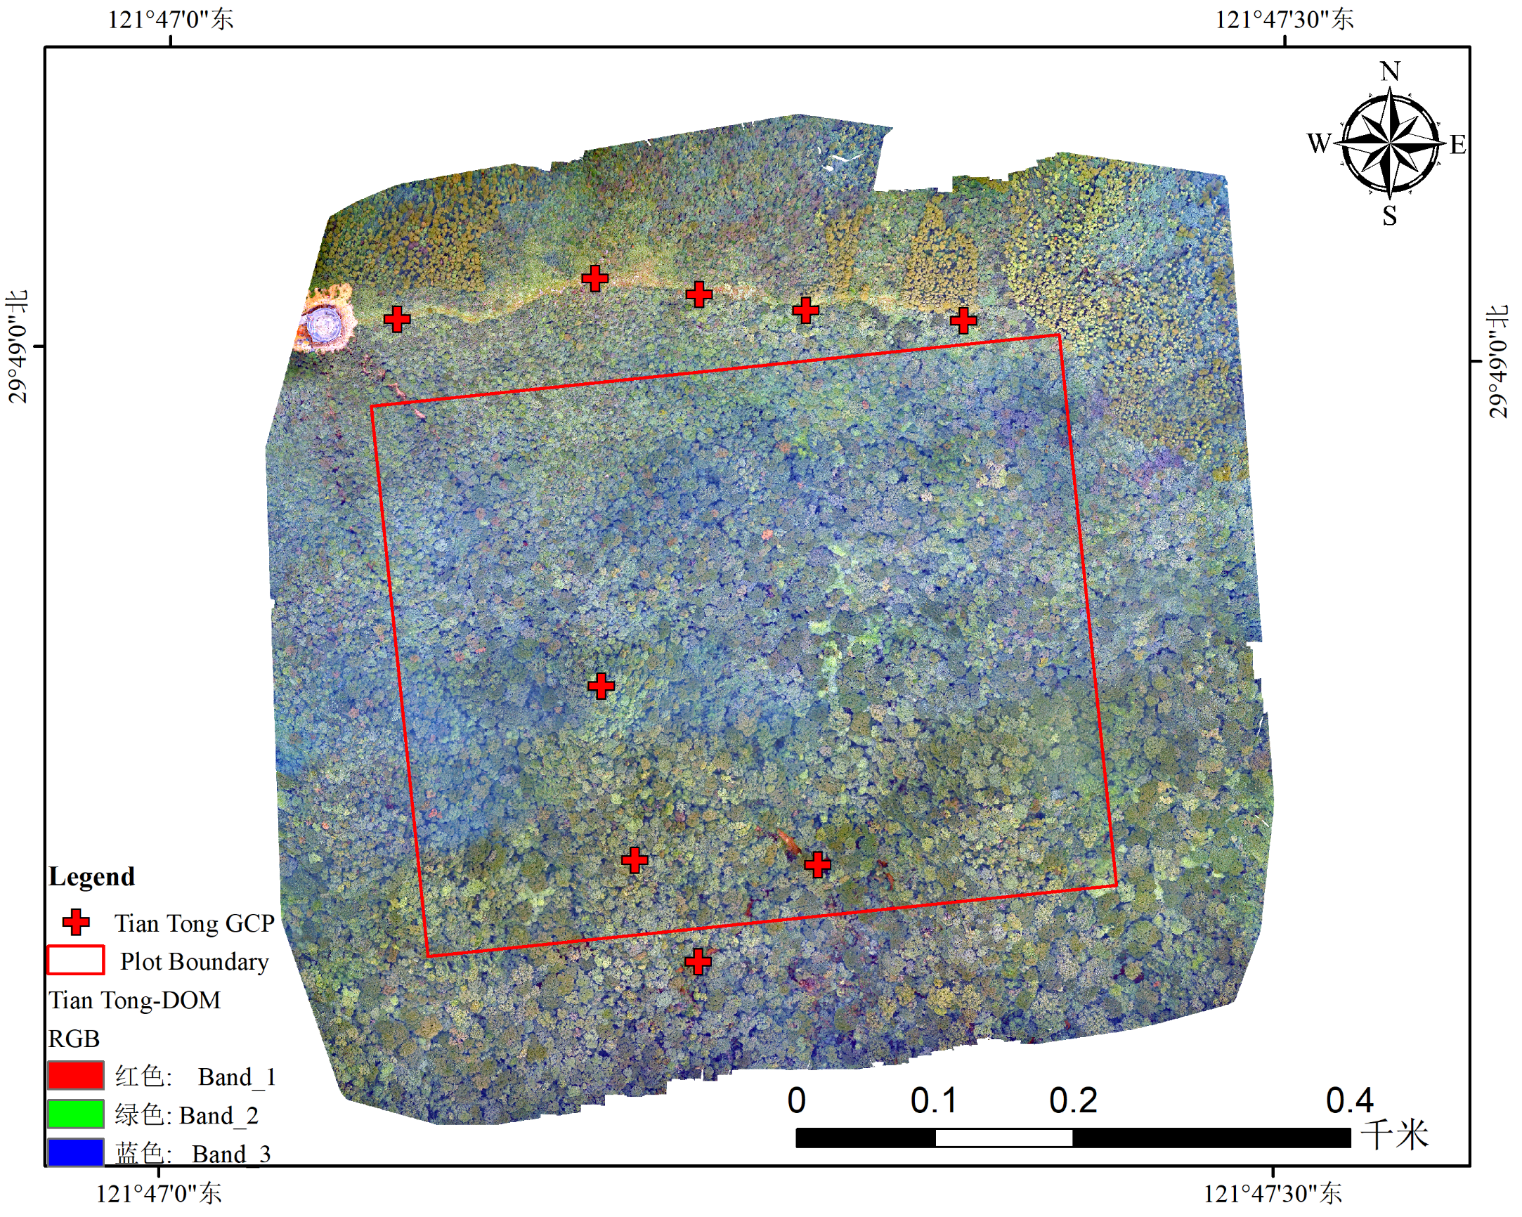 121°47'0"东 121°47'30"东
N
W E
S
29°49'0"北
29°49'0"北
Legend
Tian Tong GCP
Plot Boundary
Tian Tong-DOM
RGB
红色: Band_1
绿色: Band_2
蓝色: Band_3
0 0.1 0.2 0.4
千米
121°47'0"东 121°47'30"东